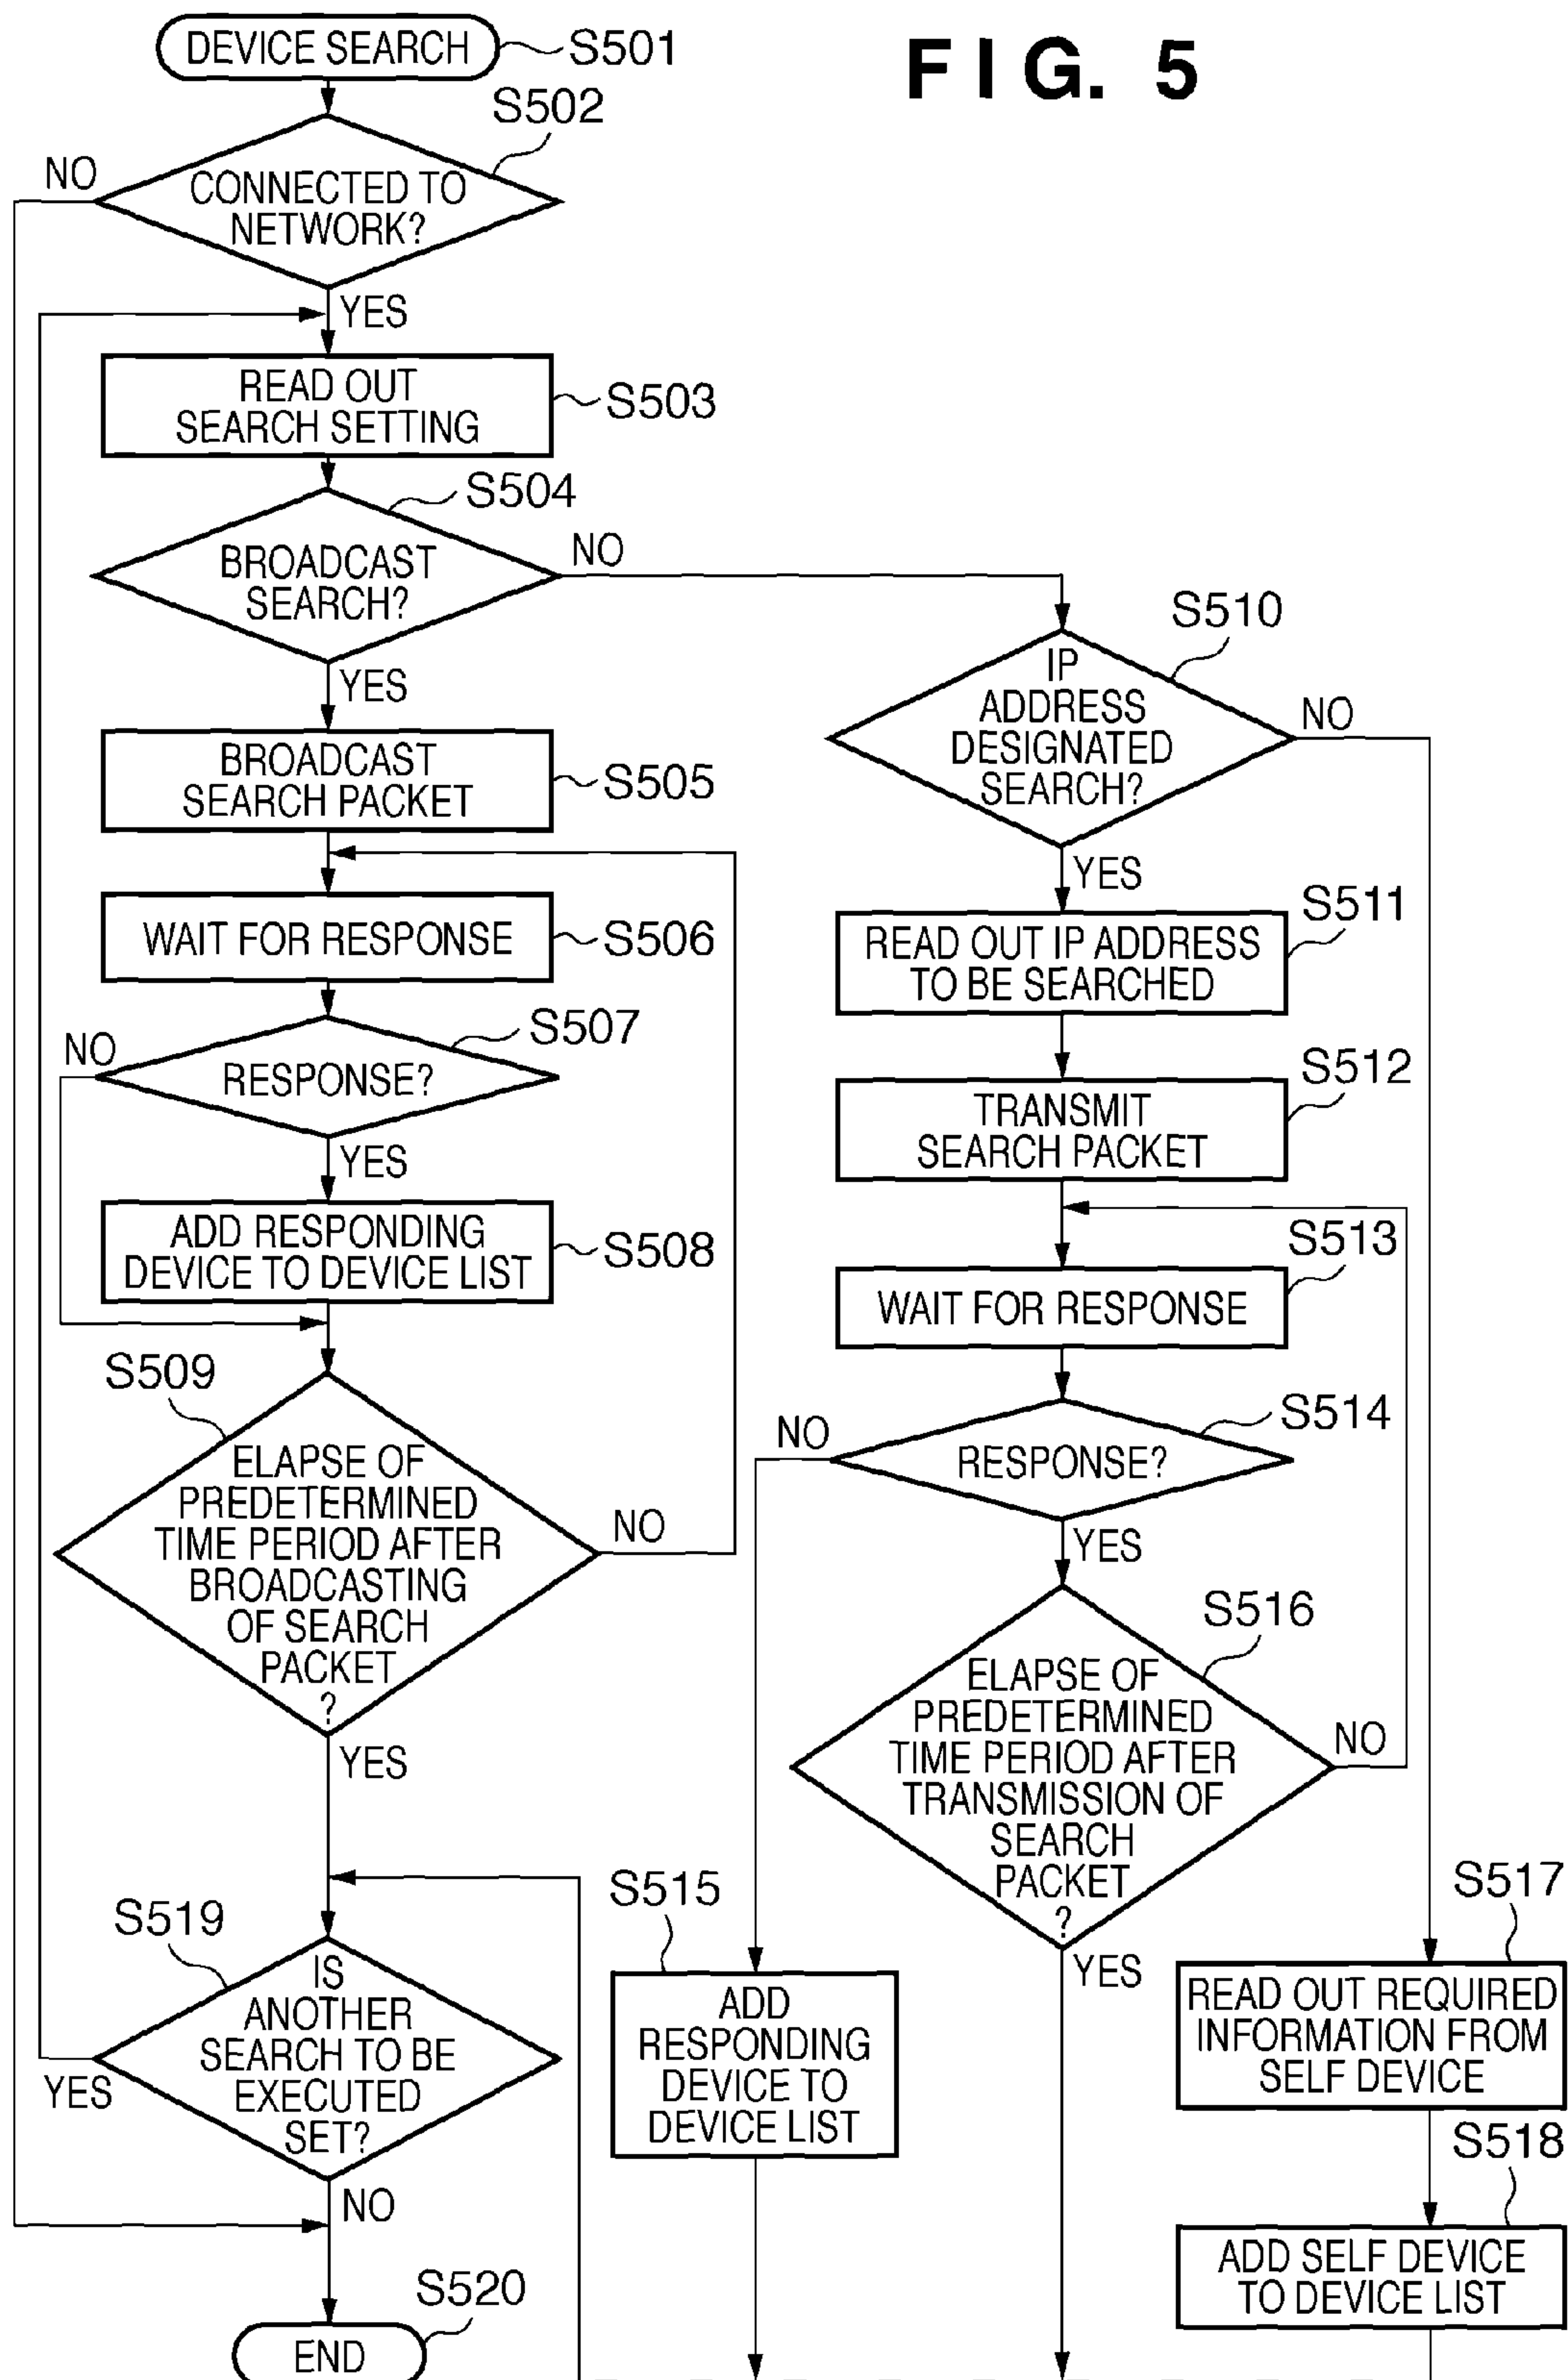 FIG. 5
DEVICE SEARCH
S501
S502
CONNECTED TO
NETWORK?
NO
YES
READ OUT
SEARCH SETTING
S503
S504
BROADCAST
SEARCH?
NO
YES
BROADCAST
SEARCH PACKET
S505
WAIT FOR RESPONSE
S506
S507
RESPONSE?
NO
YES
ADD RESPONDING
DEVICE TO DEVICE LIST
S508
S509
ELAPSE OF
PREDETERMINED
TIME PERIOD AFTER
BROADCASTING
OF SEARCH
PACKET
?
NO
YES
S519
IS
ANOTHER
SEARCH TO BE
EXECUTED
SET?
YES
NO
S520
END
S510
IP
ADDRESS
DESIGNATED
SEARCH?
NO
YES
S511
READ OUT IP ADDRESS
TO BE SEARCHED
S512
TRANSMIT
SEARCH PACKET
S513
WAIT FOR RESPONSE
S514
RESPONSE?
NO
YES
S516
ELAPSE OF
PREDETERMINED
TIME PERIOD AFTER
TRANSMISSION OF
SEARCH
PACKET
?
NO
YES
S515
ADD
RESPONDING
DEVICE TO
DEVICE LIST
S517
READ OUT REQUIRED
INFORMATION FROM
SELF DEVICE
S518
ADD SELF DEVICE
TO DEVICE LIST